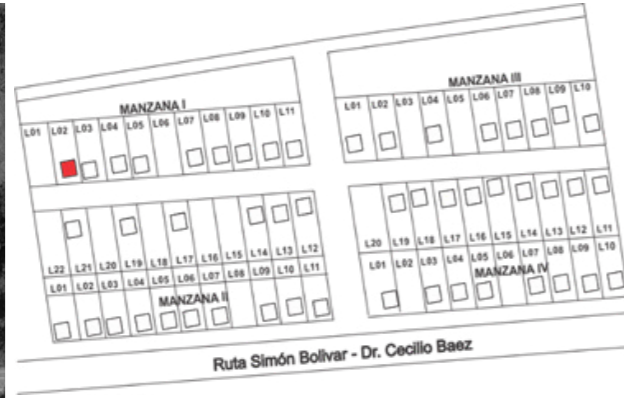 MANZANA I
L01 L02 L03 L04 L05 L06 L07 L08 L09 L10 L11
MANZANA III
L01 L02 L03 L04 L05 L06 L07 L08 L09 L10
L22 L21 L20 L19 L18 L17 L16 L15 L14 L13 L12
L01 L02 L03 L04 L05 L06 L07 L08 L09 L10 L11
MANZANA II
L20 L19 L18 L17 L16 L15 L14 L13 L12 L11
L01 L02 L03 L04 L05 L06 L07 L08 L09 L10
MANZANA IV
Ruta Simón Bolivar - Dr. Cecilio Baez